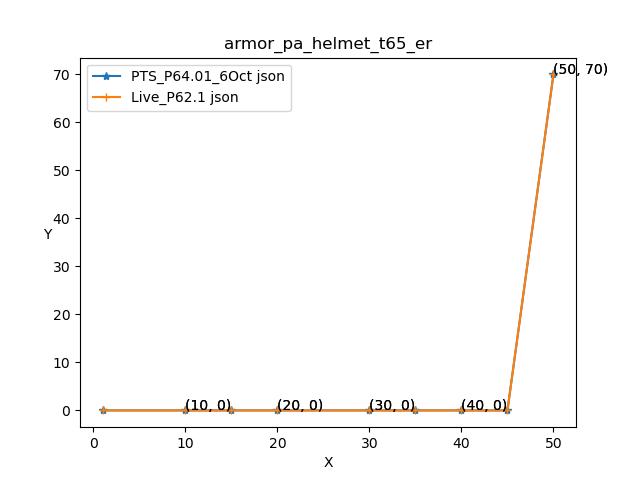 armor_pa_helmet_t65_er
PTS_P64.01_6Oct json
Live_P62.1 json
(50, 70)
70
60
50
40
Y
30
20
10
(10, 0) (20, 0) (30, 0) (40, 0)
0
0 10 20 30 40 50
X